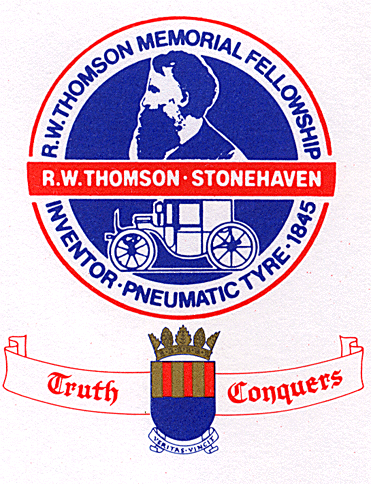 R.W. THOMSON MEMORIAL FELLOWSHIP
R.W. THOMSON · STONEHAVEN
INVENTOR · PNEUMATIC TYRE · 1845
Truth Conquers
VERITAS · VINCIT